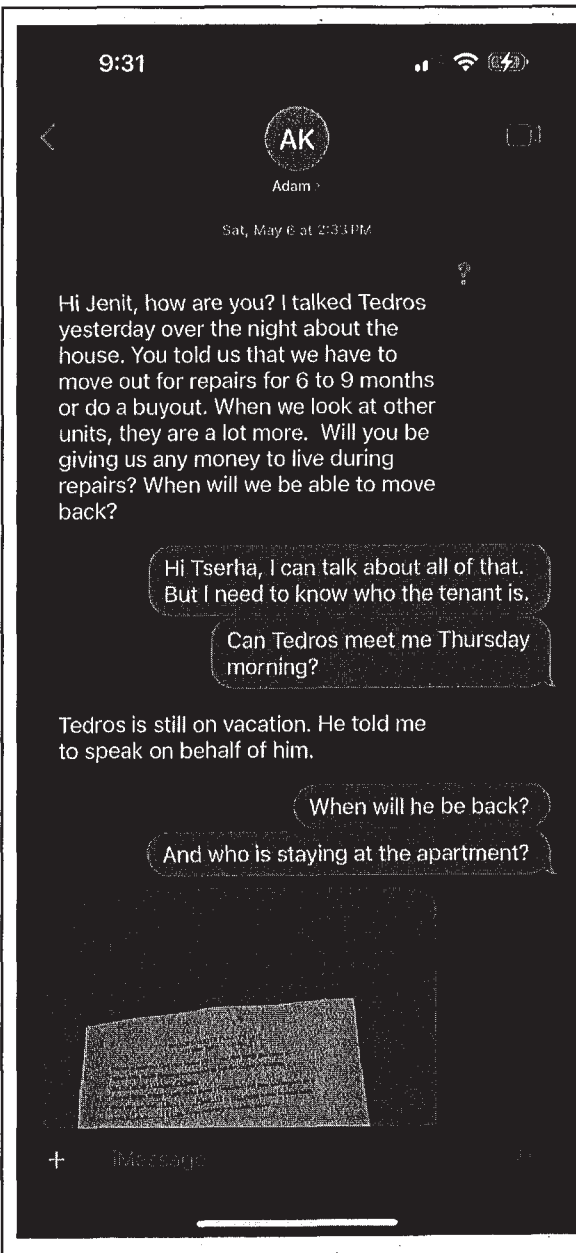 9:31
AK
Adam >
Sat, May 6 at 2:33 PM
?
Hi Jenit, how are you? I talked Tedros
yesterday over the night about the
house. You told us that we have to
move out for repairs for 6 to 9 months
or do a buyout. When we look at other
units, they are a lot more. Will you be
giving us any money to live during
repairs? When will we be able to move
back?
Hi Tserha, I can talk about all of that.
But I need to know who the tenant is.
Can Tedros meet me Thursday
morning?
Tedros is still on vacation. He told me
to speak on behalf of him.
When will he be back?
And who is staying at the apartment?
+ iMessage